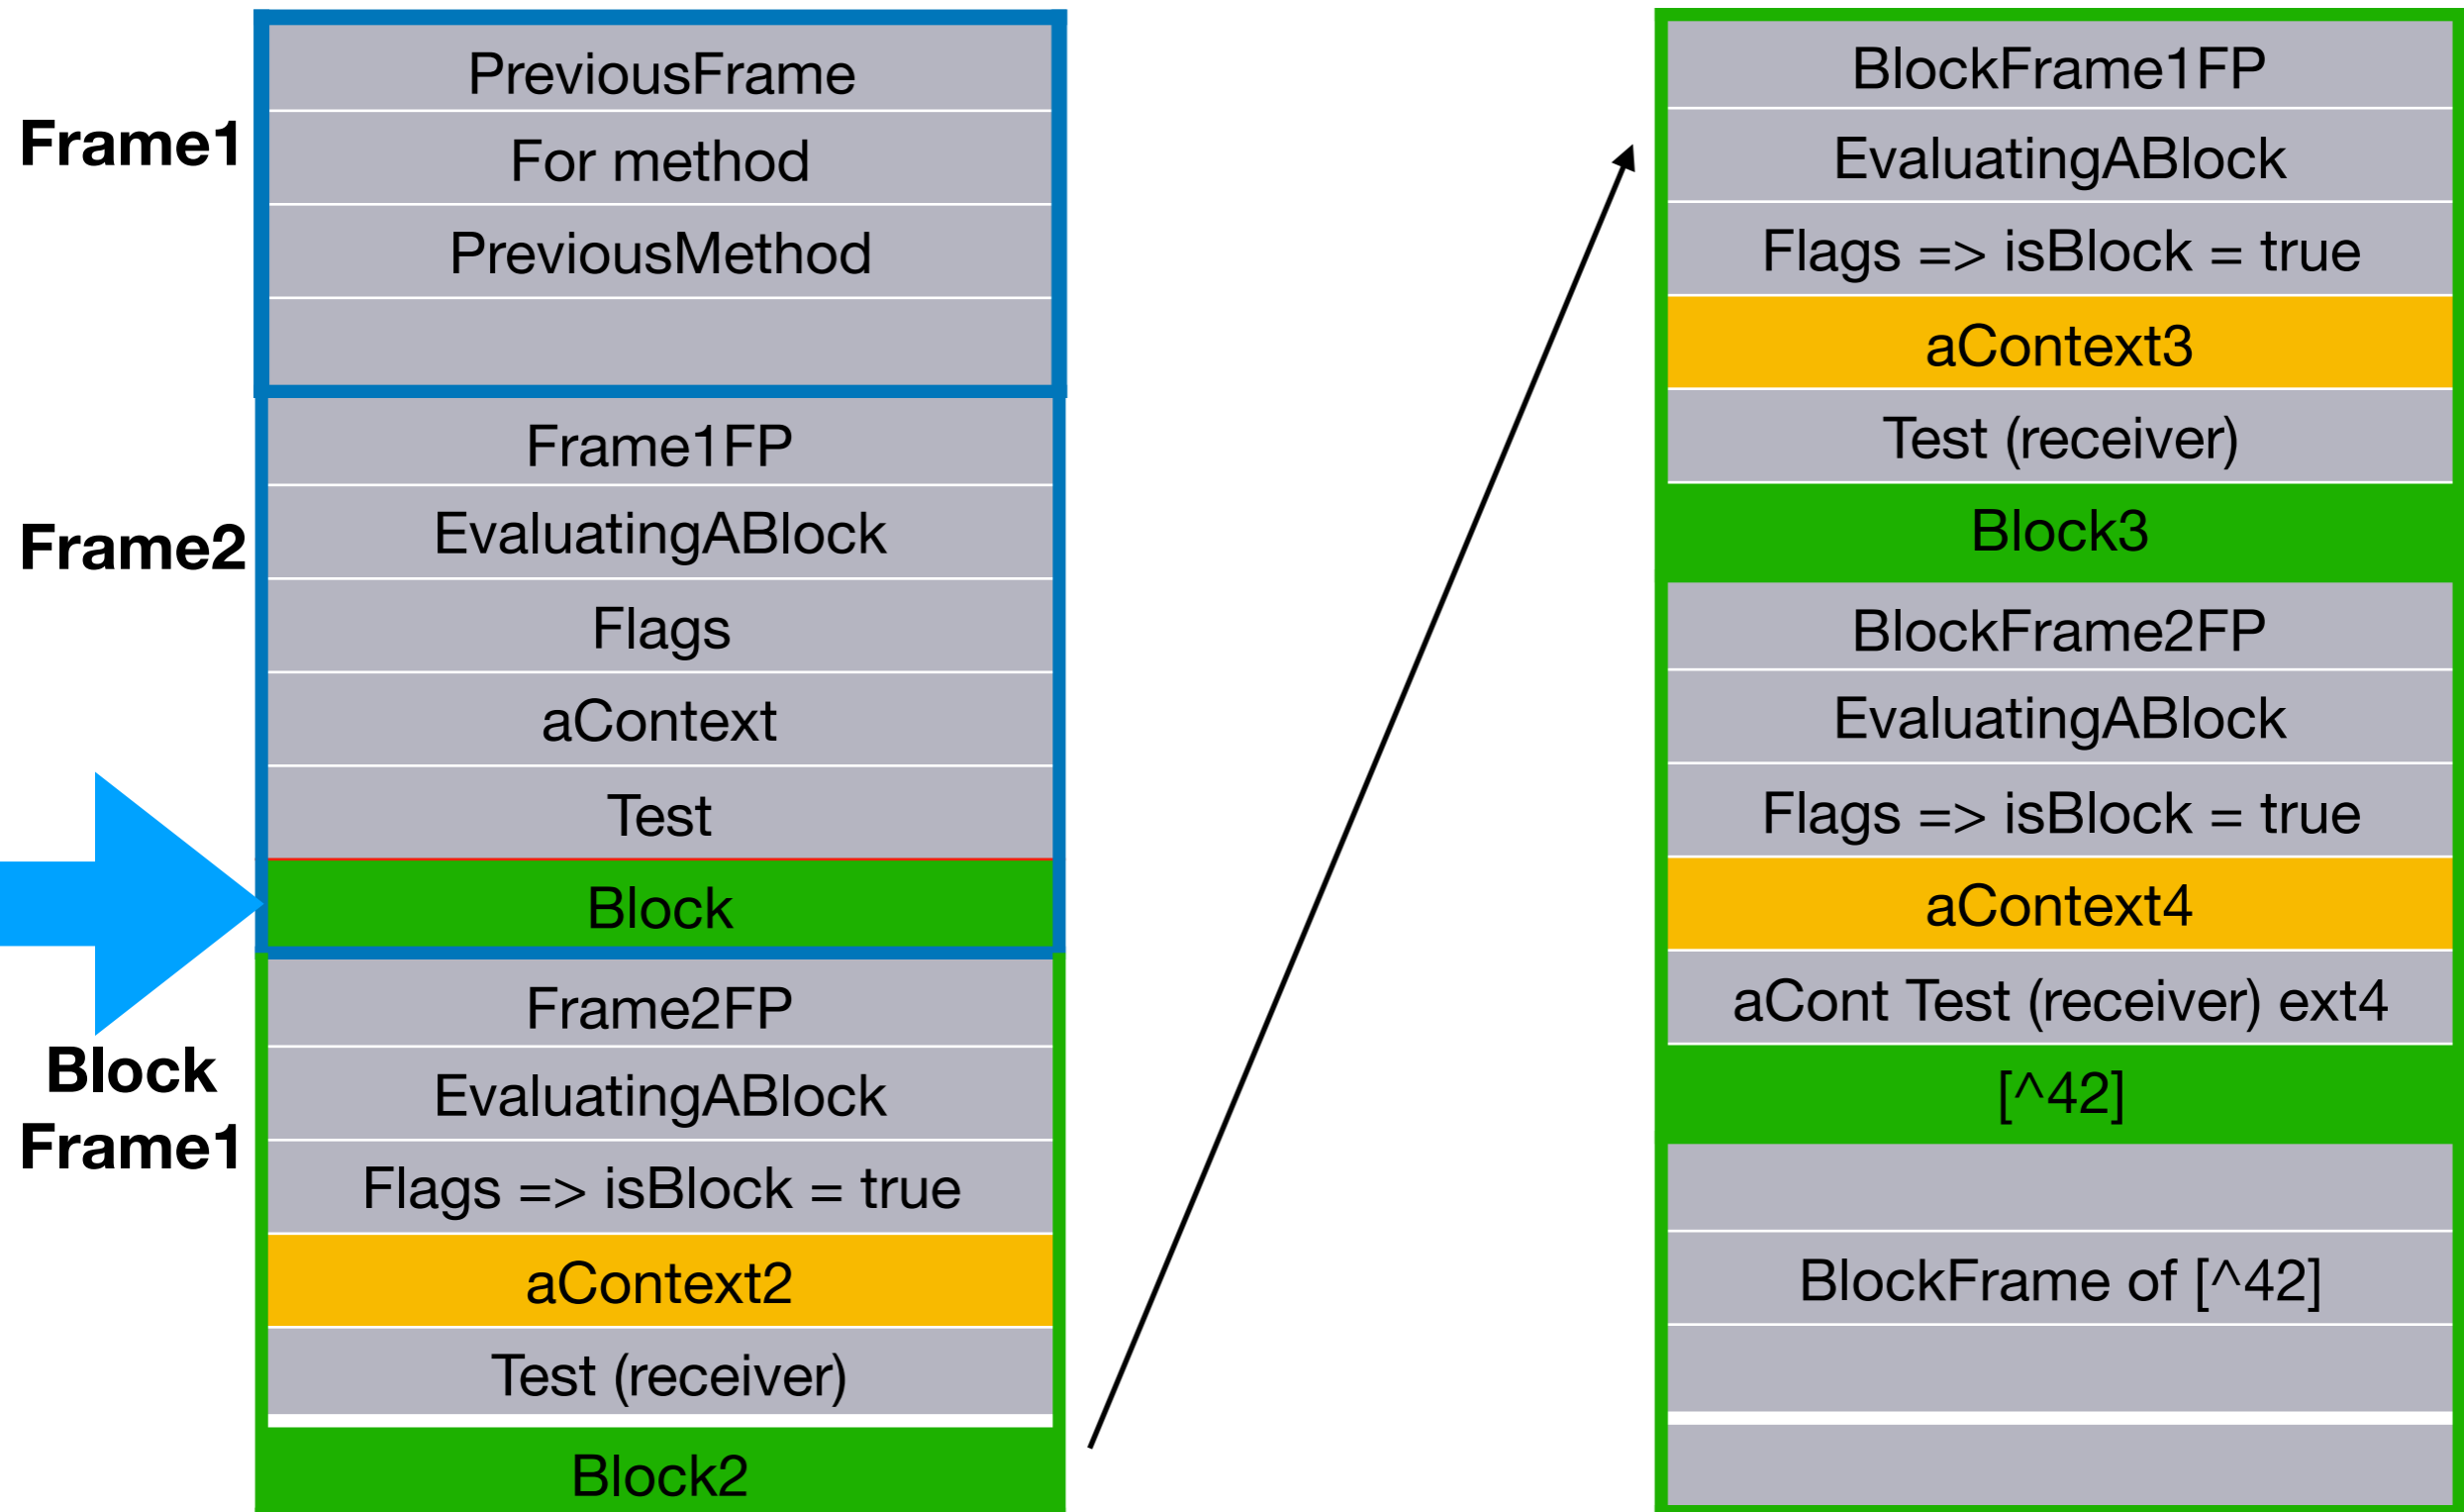 Frame1
PreviousFrame
For method
PreviousMethod
Frame2
Frame1FP
EvaluatingABlock
Flags
aContext
Test
Block
Block
Frame1
Frame2FP
EvaluatingABlock
Flags => isBlock = true
aContext2
Test (receiver)
Block2
BlockFrame1FP
EvaluatingABlock
Flags => isBlock = true
aContext3
Test (receiver)
Block3
BlockFrame2FP
EvaluatingABlock
Flags => isBlock = true
aContext4
aCont Test (receiver) ext4
[^42]
BlockFrame of [^42]